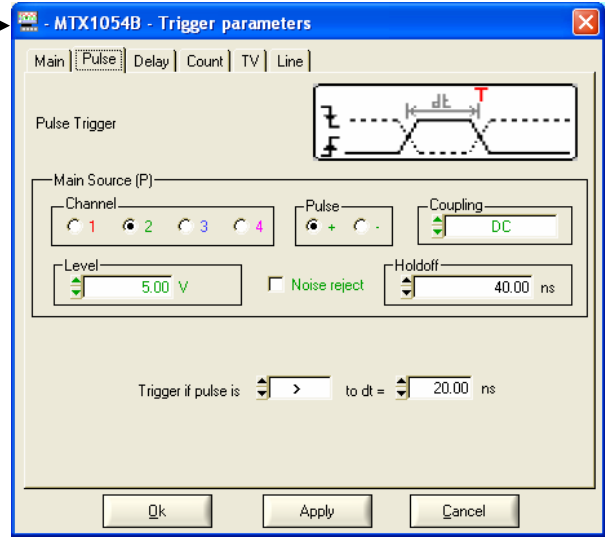 - MTX1054B - Trigger parameters
Main Pulse Delay Count TV Line
dt T
Pulse Trigger
Main Source (P)
Channel Pulse Coupling
1 2 3 4 + - DC
Level Holdoff
5.00 V Noise reject 40.00 ns
Trigger if pulse is > to dt = 20.00 ns
Ok Apply Cancel